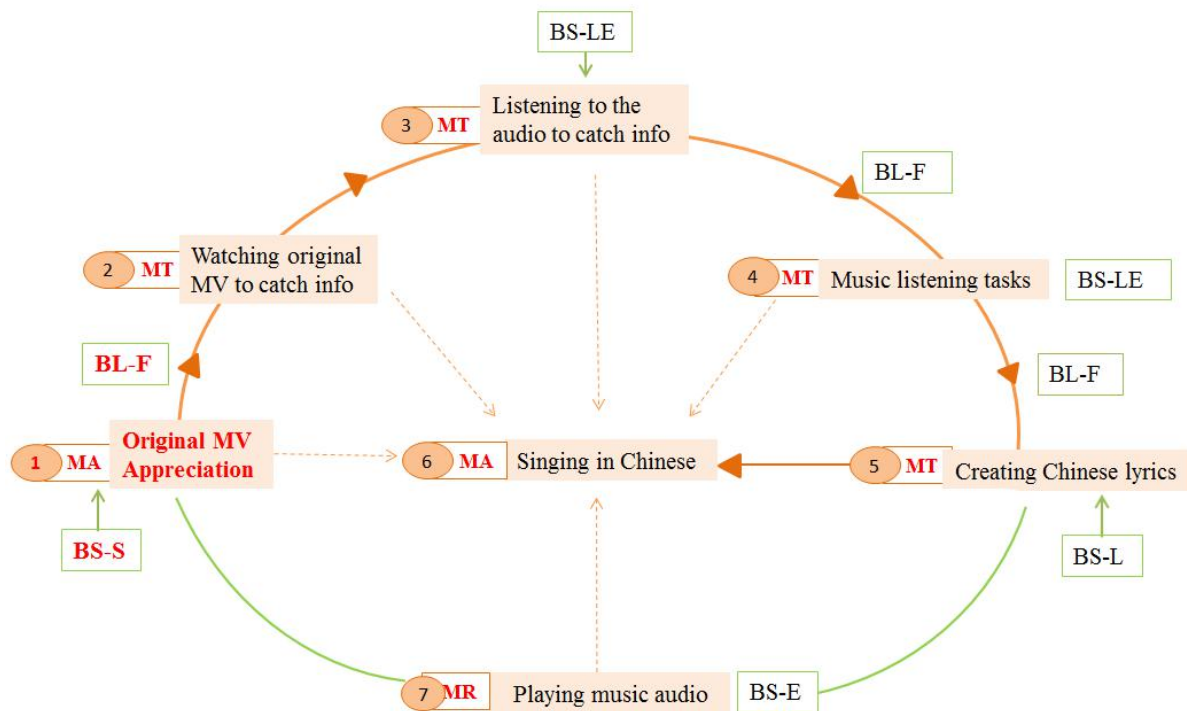 BS-LE
3 MT Listening to the
audio to catch info
BL-F
2 MT Watching original
MV to catch info
4 MT Music listening tasks BS-LE
BL-F
BL-F
1 MA Original MV
Appreciation
6 MA Singing in Chinese
5 MT Creating Chinese lyrics
BS-S
BS-L
7 MR Playing music audio BS-E